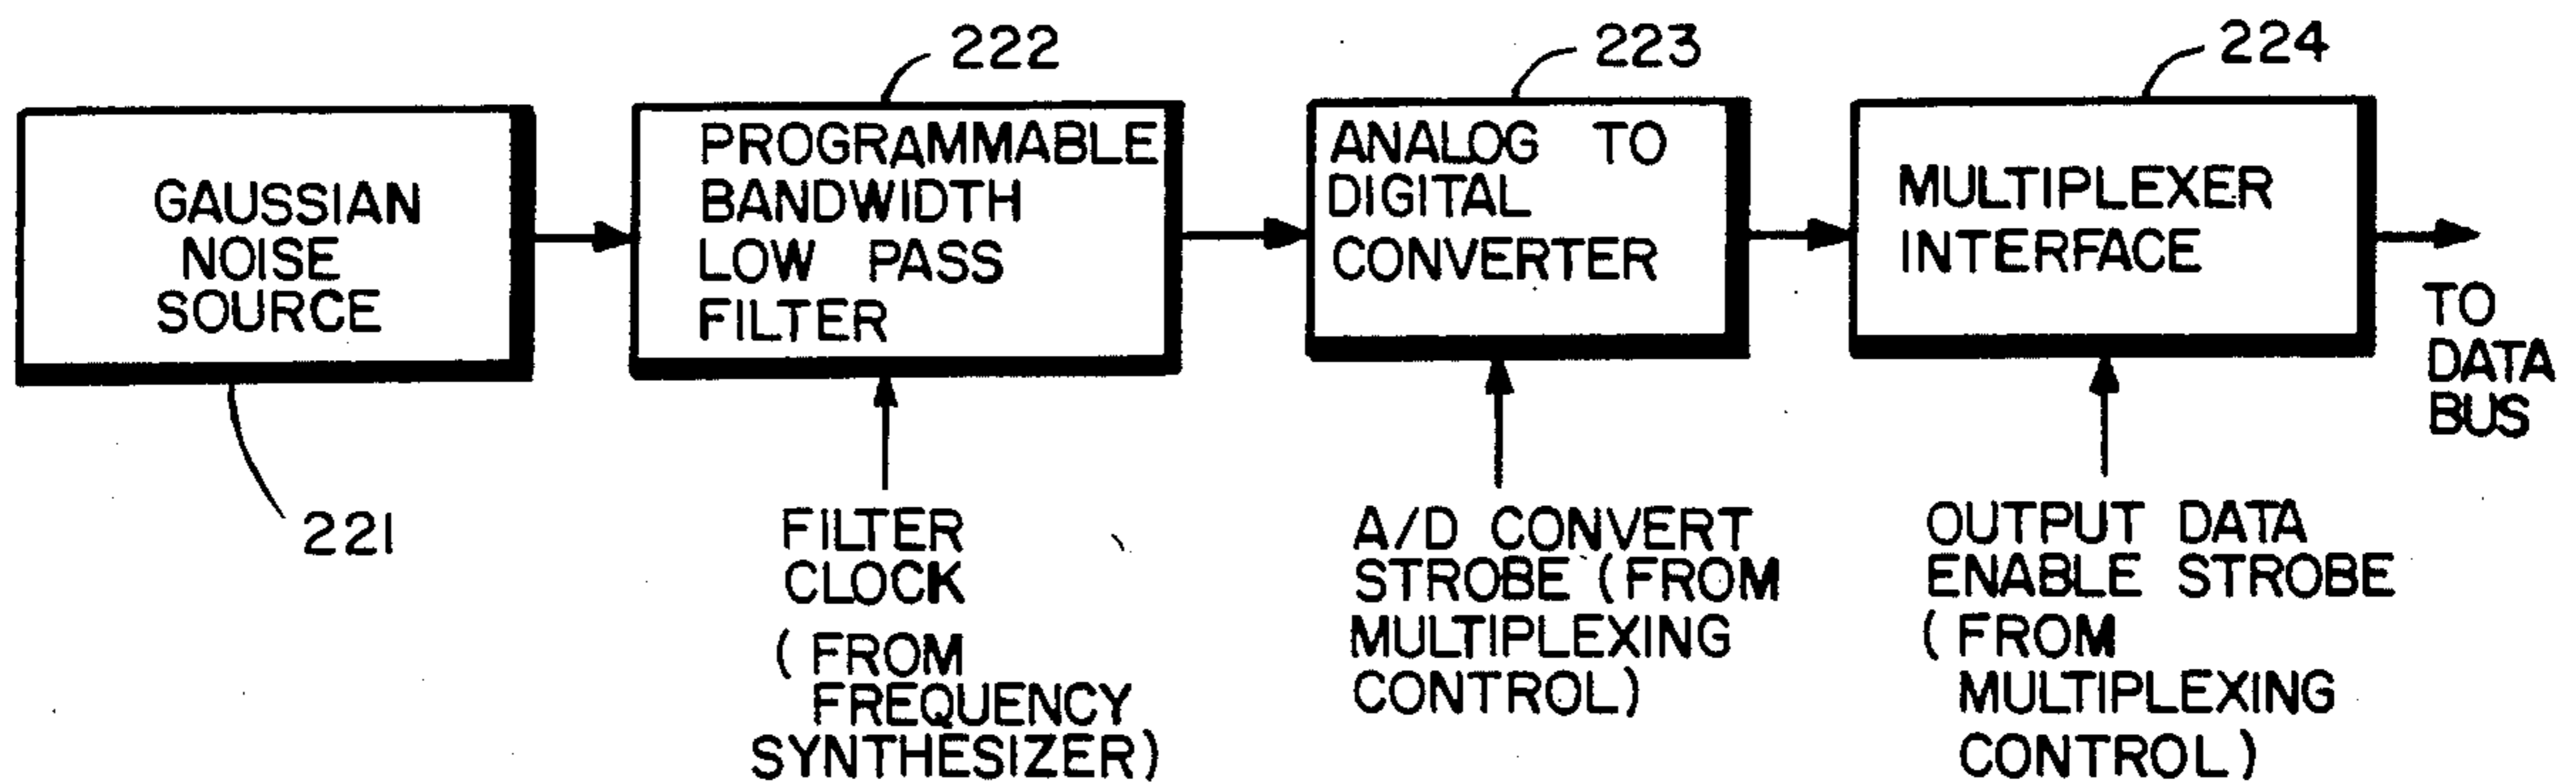 222
223
224
GAUSSIAN
NOISE
SOURCE
PROGRAMMABLE
BANDWIDTH
LOW PASS
FILTER
ANALOG TO
DIGITAL
CONVERTER
MULTIPLEXER
INTERFACE
TO
DATA
BUS
221
FILTER
CLOCK
(FROM
FREQUENCY
SYNTHESIZER)
A/D CONVERT
STROBE (FROM
MULTIPLEXING
CONTROL)
OUTPUT DATA
ENABLE STROBE
(FROM
MULTIPLEXING
CONTROL)